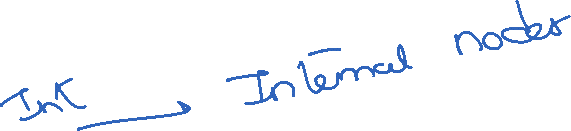 Int → Internal nodes